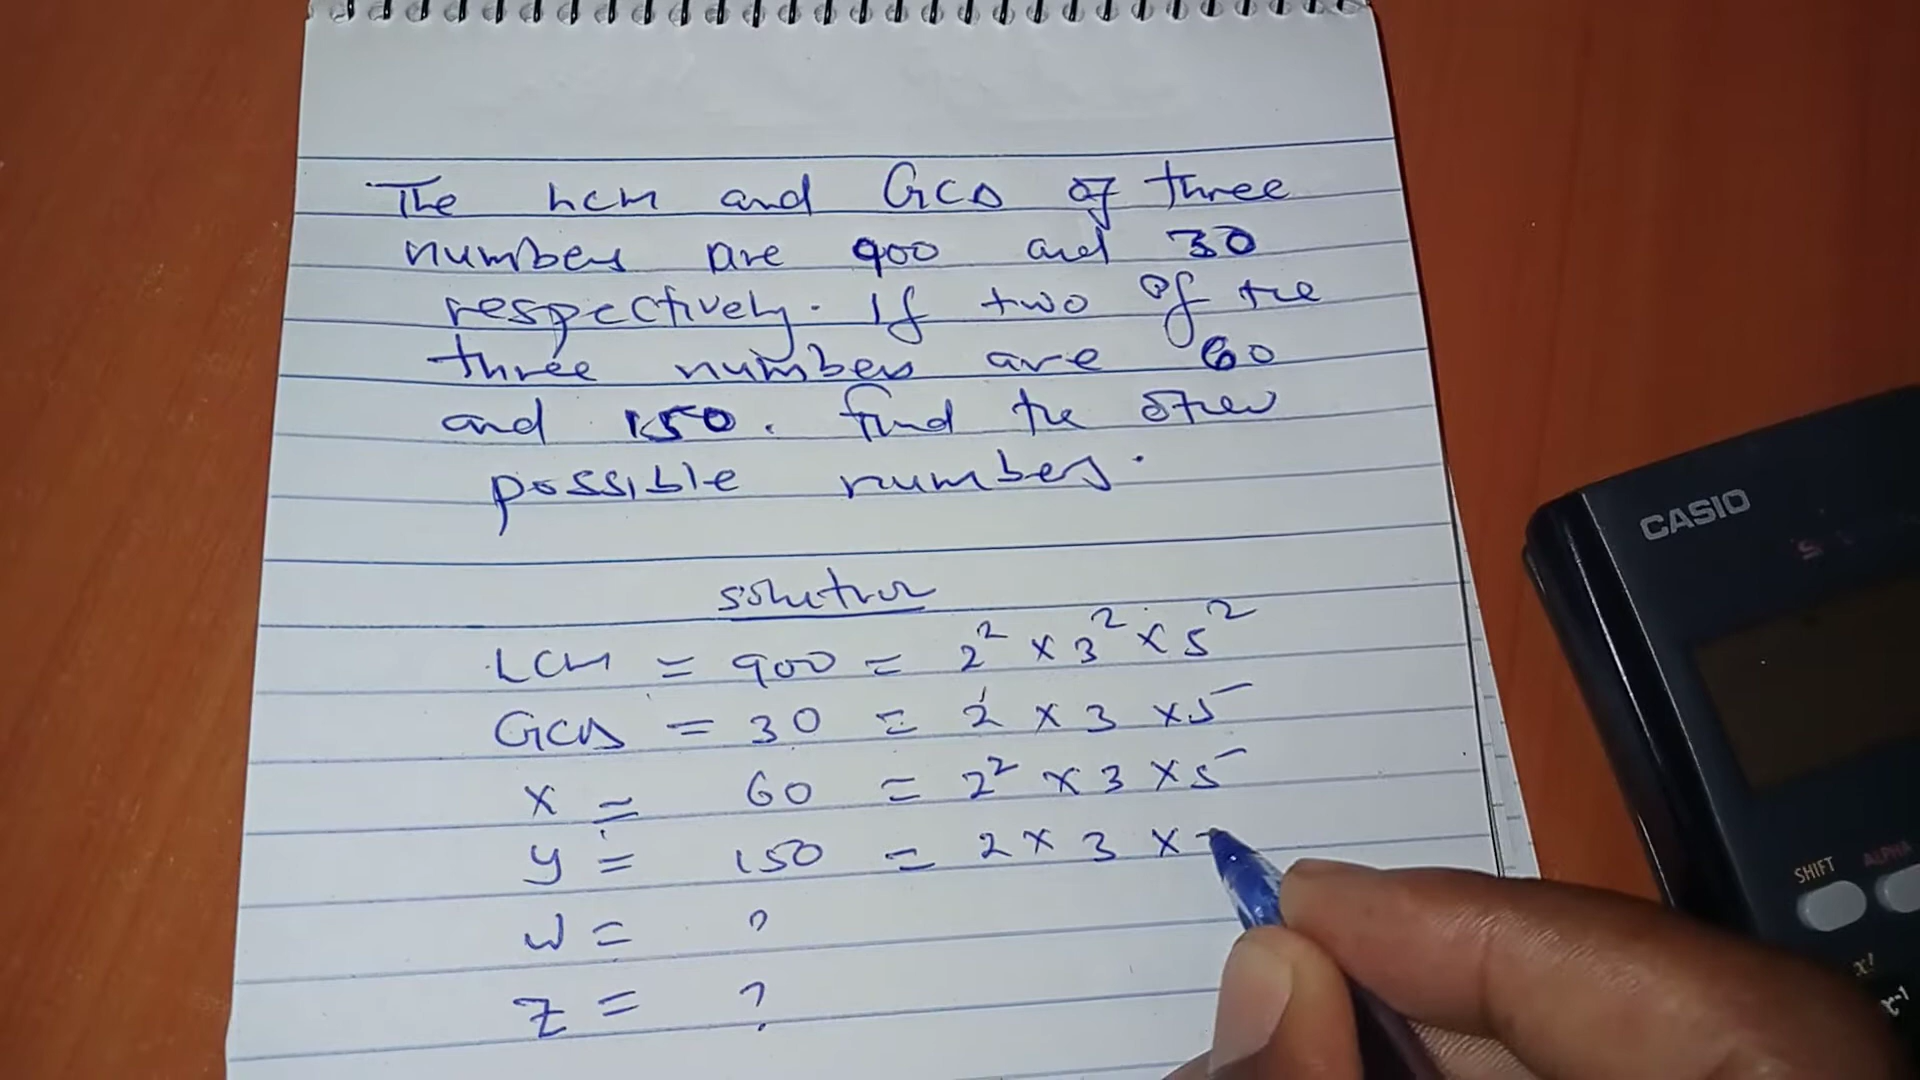 The LCM and GCD of three
numbers are 900 and 30
respectively. If two of the
three numbers are 60
and 150. find the other
possible numbers.
solution
LCM = 900 = 2² × 3² × 5²
GCD = 30 = 2¹ × 3 × 5
x = 60 = 2² × 3 × 5
y = 150 = 2 × 3 ×
W = ?
Z = ?
CASIO
SHIFT
ALPHA
x!
x⁻¹